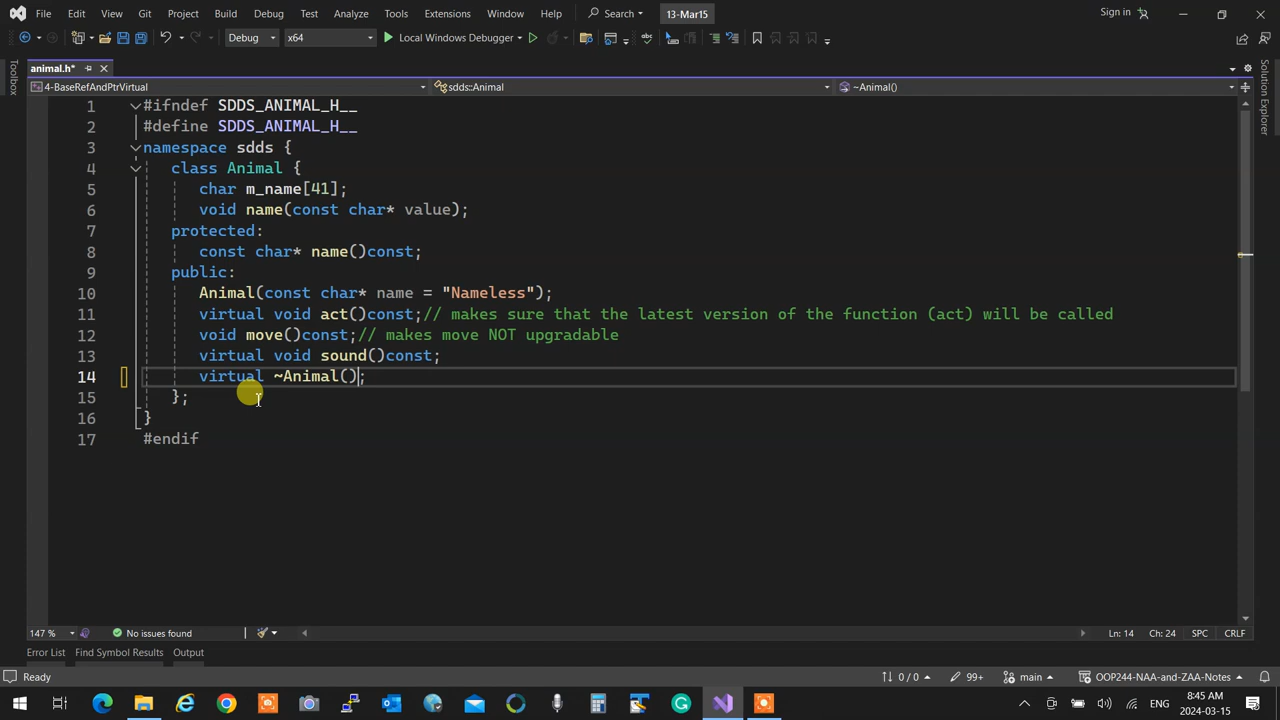 File Edit View Git Project Build Debug Test Analyze Tools Extensions Window Help Search 13-Mar15 Sign in
Debug x64 Local Windows Debugger
animal.h*
4-BaseRefAndPtrVirtual sdds::Animal ~Animal()
Toolbox
Solution Explorer
1 #ifndef SDDS_ANIMAL_H__
2 #define SDDS_ANIMAL_H__
3 namespace sdds {
4 class Animal {
5 char m_name[41];
6 void name(const char* value);
7 protected:
8 const char* name()const;
9 public:
10 Animal(const char* name = "Nameless");
11 virtual void act()const;// makes sure that the latest version of the function (act) will be called
12 void move()const;// makes move NOT upgradable
13 virtual void sound()const;
14 virtual ~Animal();
15 };
16 }
17 #endif
147 % No issues found Ln: 14 Ch: 24 SPC CRLF
Error List Find Symbol Results Output
Ready 0 / 0 99+ main OOP244-NAA-and-ZAA-Notes
ENG 8:45 AM
2024-03-15